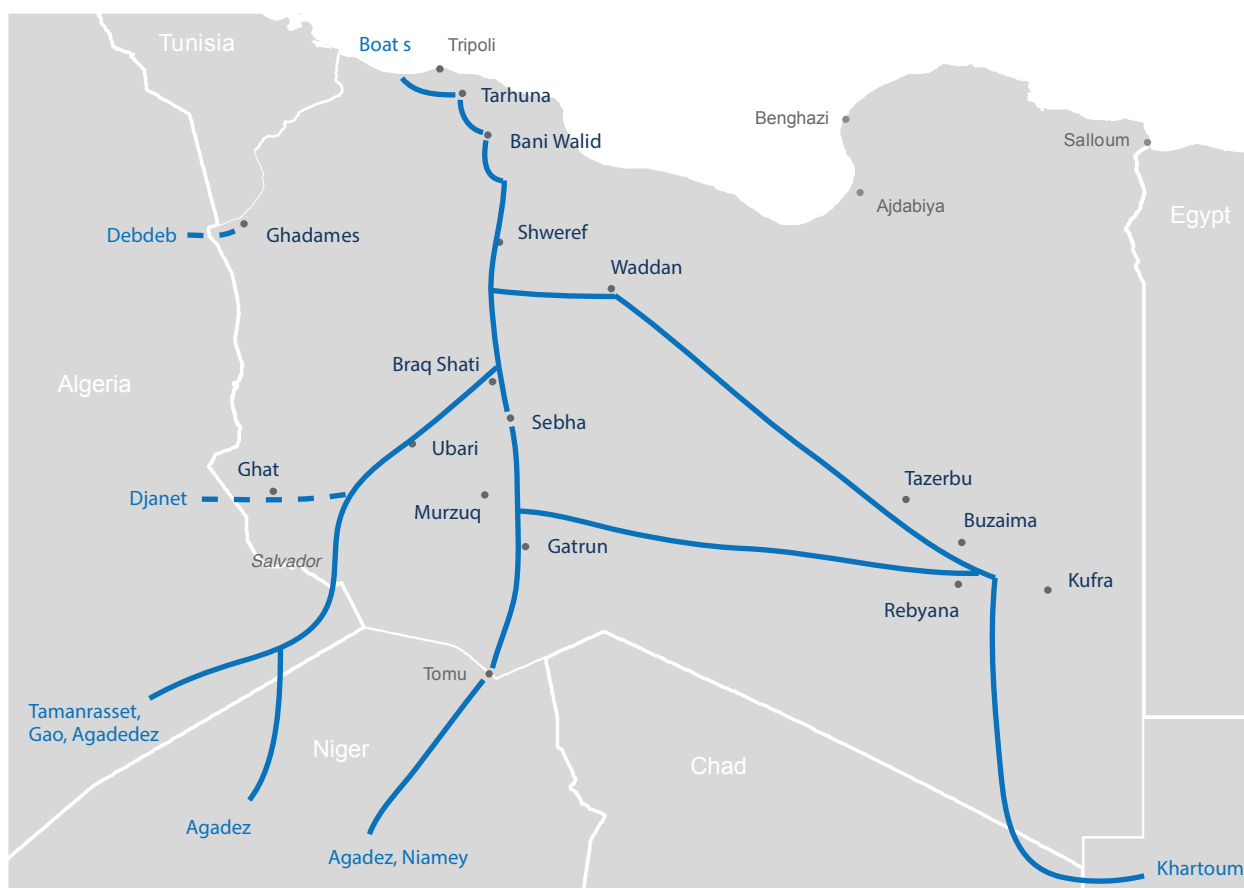 Tunisia
Boat s
Tripoli
Tarhuna
Benghazi
Bani Walid
Salloum
Ajdabiya
Egypt
Debdeb
Ghadames
Shweref
Waddan
Braq Shati
Algeria
Sebha
Ubari
Ghat
Tazerbu
Djanet
Murzuq
Buzaima
Gatrun
Salvador
Rebyana
Kufra
Tomu
Tamanrasset,
Gao, Agadedez
Niger
Chad
Agadez
Agadez, Niamey
Khartoum